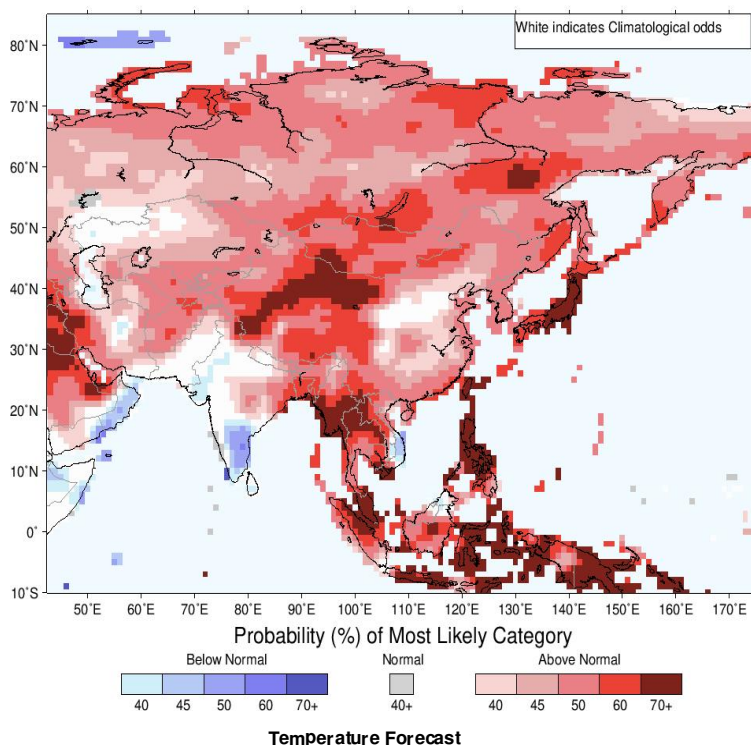 White indicates Climatological odds
80˚N
70˚N
60˚N
50˚N
40˚N
30˚N
20˚N
10˚N
0˚
10˚S
50˚E 60˚E 70˚E 80˚E 90˚E 100˚E 110˚E 120˚E 130˚E 140˚E 150˚E 160˚E 170˚E
Probability (%) of Most Likely Category
Below Normal Normal Above Normal
40 45 50 60 70+ 40+ 40 45 50 60 70+
Temperature Forecast